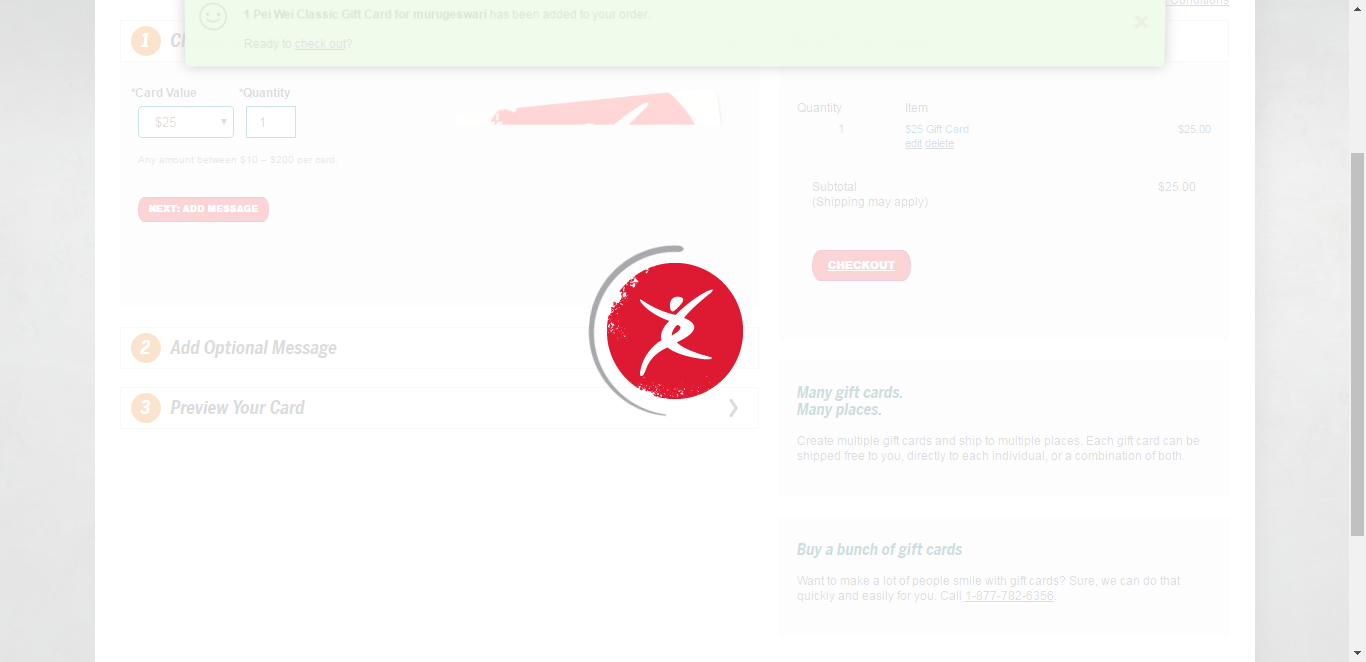 Conditions
1 Pei Wei Classic Gift Card for murugeswari has been added to your order.
Ready to check out?
1
*Card Value *Quantity
$25 1
Any amount between $10 – $200 per card.
NEXT: ADD MESSAGE
2 Add Optional Message
3 Preview Your Card
Quantity Item
1 $25 Gift Card $25.00
edit delete
Subtotal $25.00
(Shipping may apply)
CHECKOUT
Many gift cards.
Many places.
Create multiple gift cards and ship to multiple places. Each gift card can be
shipped free to you, directly to each individual, or a combination of both.
Buy a bunch of gift cards
Want to make a lot of people smile with gift cards? Sure, we can do that
quickly and easily for you. Call 1-877-782-6356.